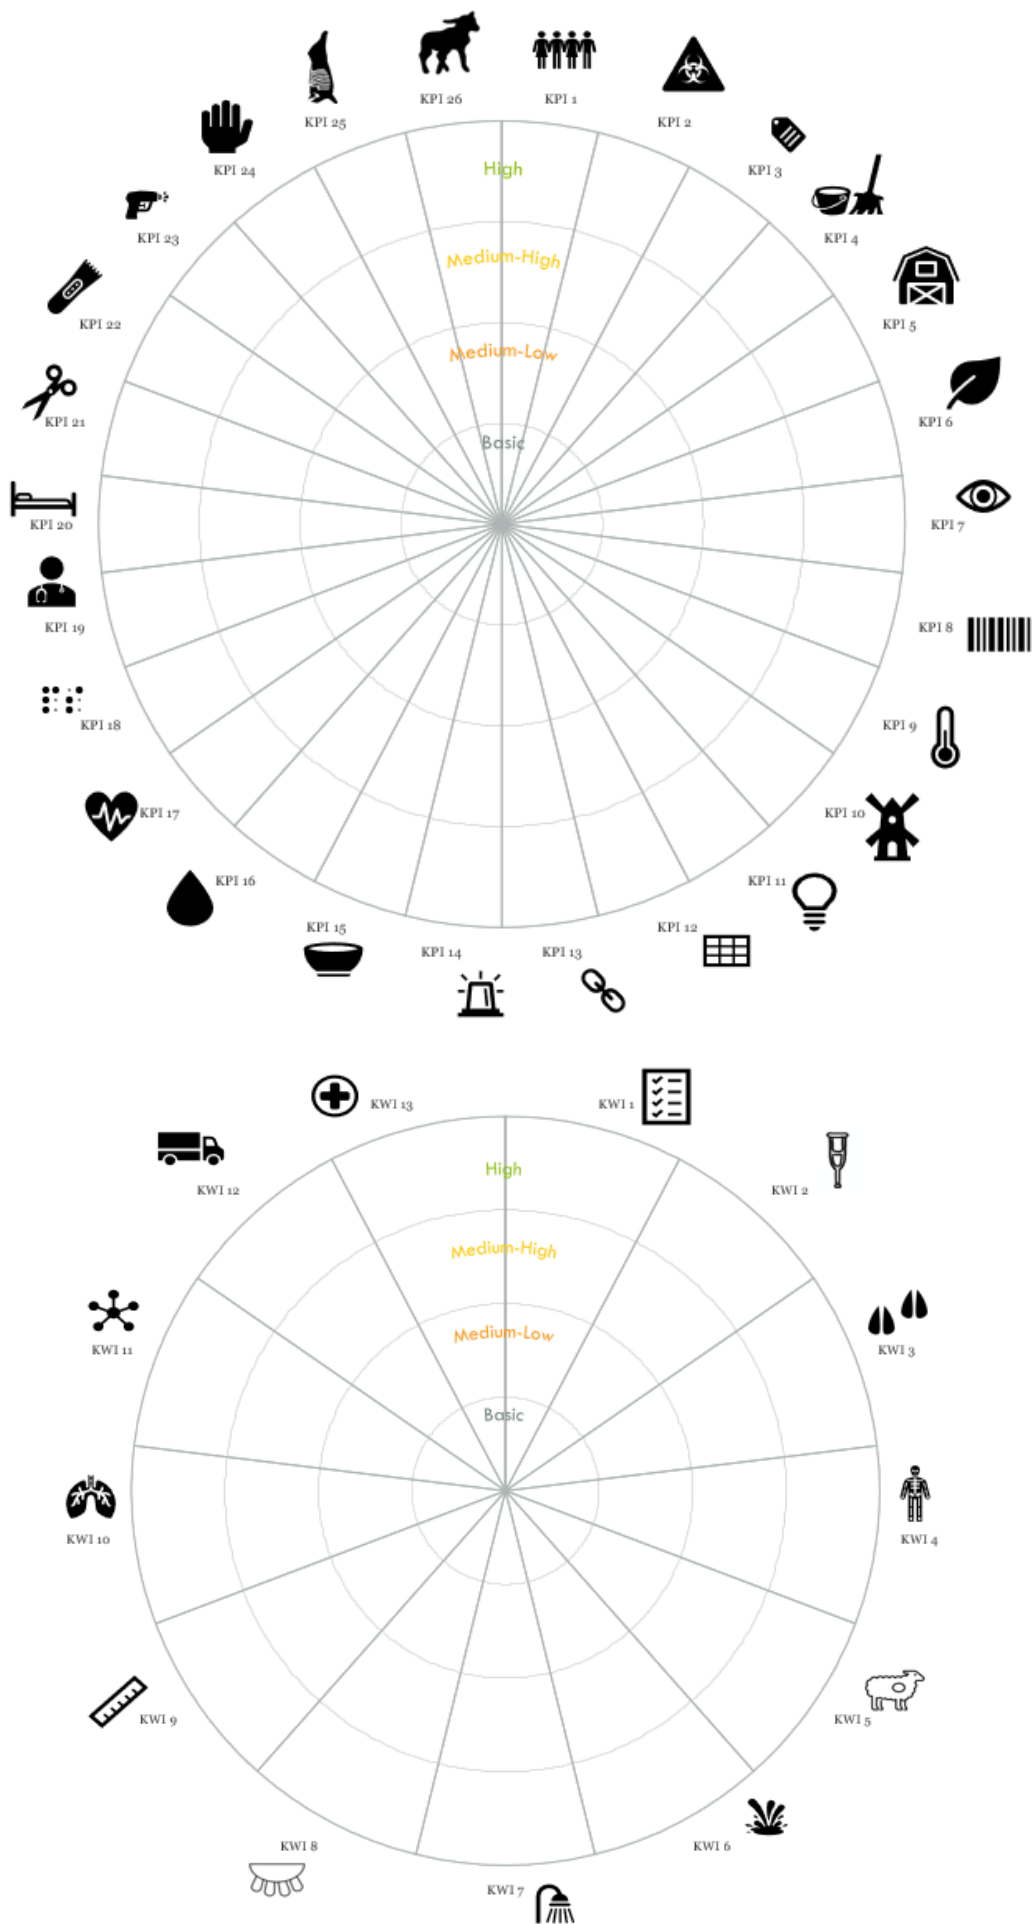 KPI 26
KPI 1
KPI 25
KPI 2
KPI 24
High
KPI 3
KPI 23
KPI 4
Medium-High
KPI 22
KPI 5
Medium-Low
KPI 21
KPI 6
Basic
KPI 20
KPI 7
KPI 19
KPI 8
KPI 18
KPI 9
KPI 17
KPI 10
KPI 16
KPI 11
KPI 15
KPI 12
KPI 14
KPI 13
KWI 13
KWI 1
High
KWI 12
KWI 2
Medium-High
Medium-Low
KWI 11
KWI 3
Basic
KWI 10
KWI 4
KWI 9
KWI 5
KWI 8
KWI 6
KWI 7